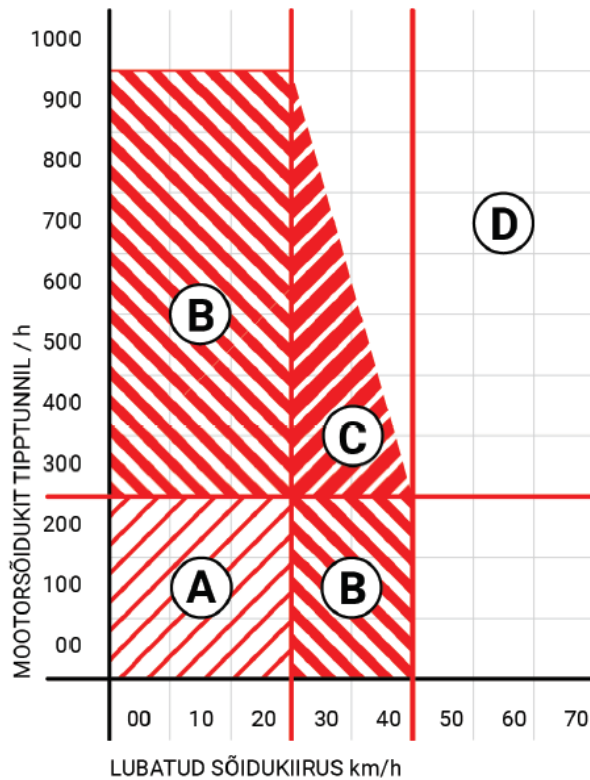 1000
900
800
700
D
600
B
500
400
C
300
200
100
A
B
00
MOOTORSÕIDUKIT TIPPTUNNIL / h
00 10 20 30 40 50 60 70
LUBATUD SÕIDUKIIRUS km/h